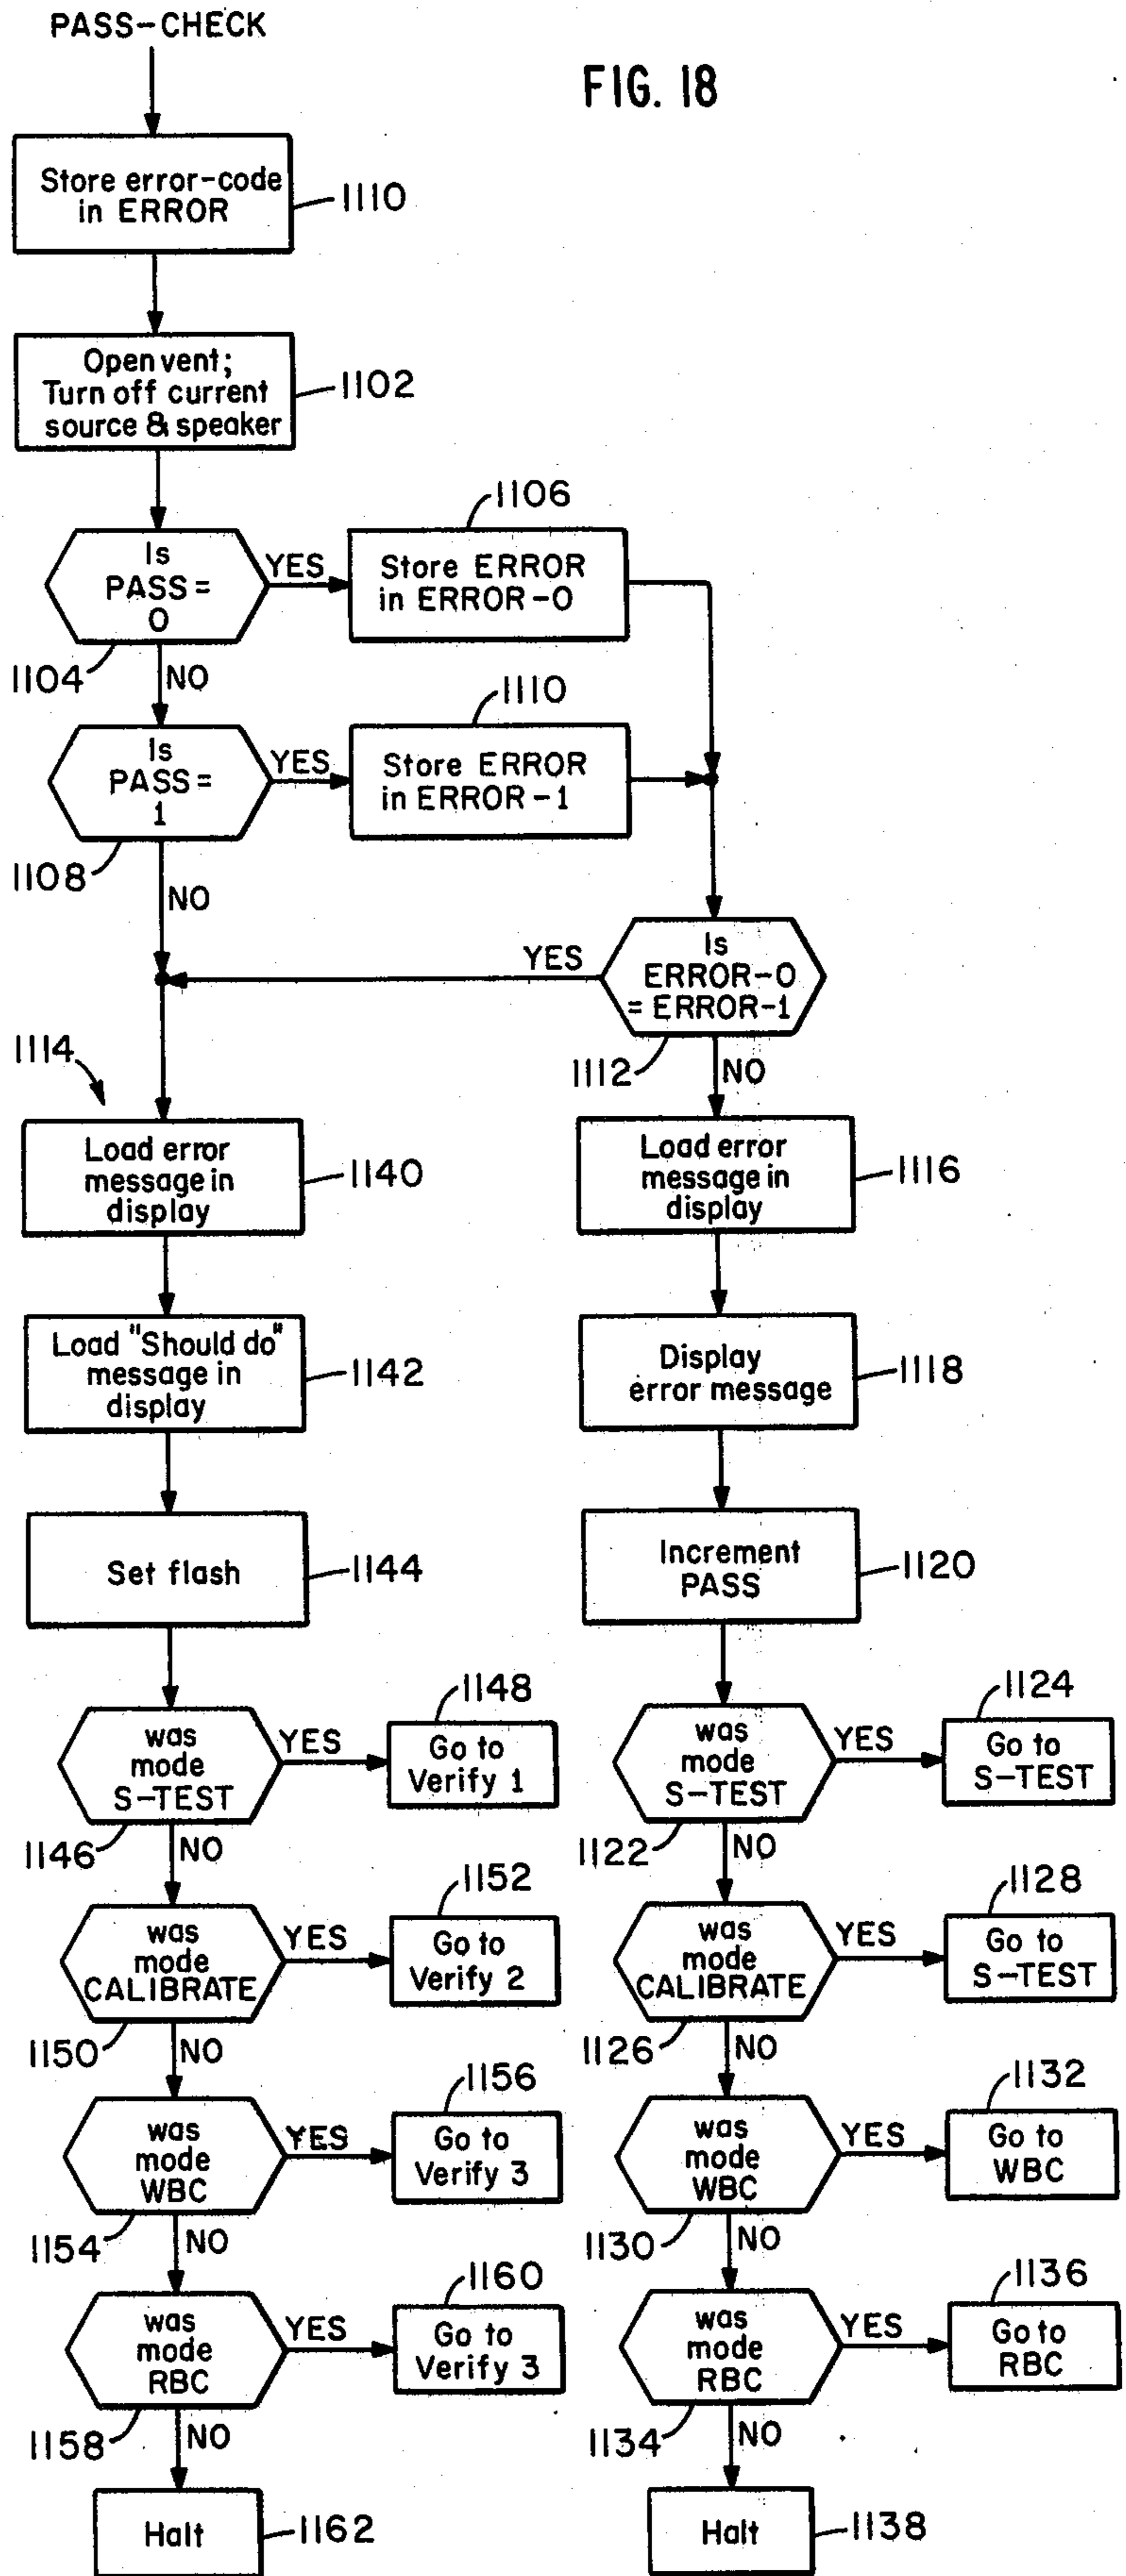 PASS-CHECK
FIG. 18
Store error-code
in ERROR
1110
Open vent;
Turn off current
source & speaker
1102
Is
PASS =
0
1104
YES
NO
1106
Store ERROR
in ERROR-0
Is
PASS =
1
1108
YES
NO
1110
Store ERROR
in ERROR-1
Is
ERROR-0
= ERROR-1
1112
YES
NO
1114
Load error
message in
display
1140
Load "Should do"
message in
display
1142
Set flash
1144
was
mode
S-TEST
1146
YES
NO
1148
Go to
Verify 1
was
mode
CALIBRATE
1150
YES
NO
1152
Go to
Verify 2
was
mode
WBC
1154
YES
NO
1156
Go to
Verify 3
was
mode
RBC
1158
YES
NO
1160
Go to
Verify 3
Halt
1162
Load error
message in
display
1116
Display
error message
1118
Increment
PASS
1120
was
mode
S-TEST
1122
YES
NO
1124
Go to
S-TEST
was
mode
CALIBRATE
1126
YES
NO
1128
Go to
S-TEST
was
mode
WBC
1130
YES
NO
1132
Go to
WBC
was
mode
RBC
1134
YES
NO
1136
Go to
RBC
Halt
1138